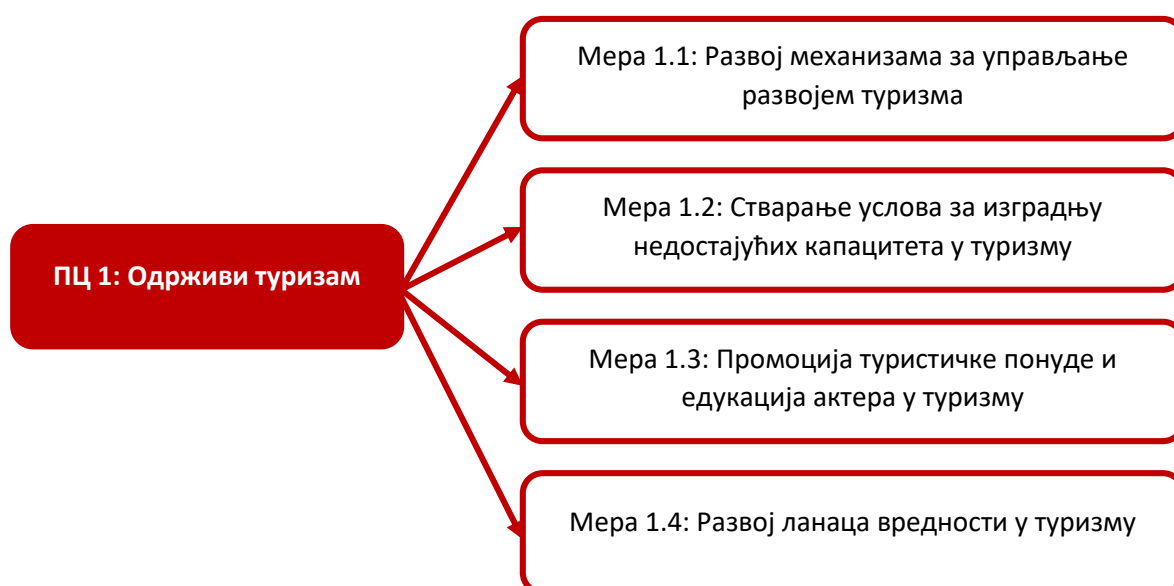 Мера 1.1: Развој механизама за управљање
развојем туризма
Мера 1.2: Стварање услова за изградњу
недостајућих капацитета у туризму
ПЦ 1: Одрживи туризам
Мера 1.3: Промоција туристичке понуде и
едукација актера у туризму
Мера 1.4: Развој ланаца вредности у туризму